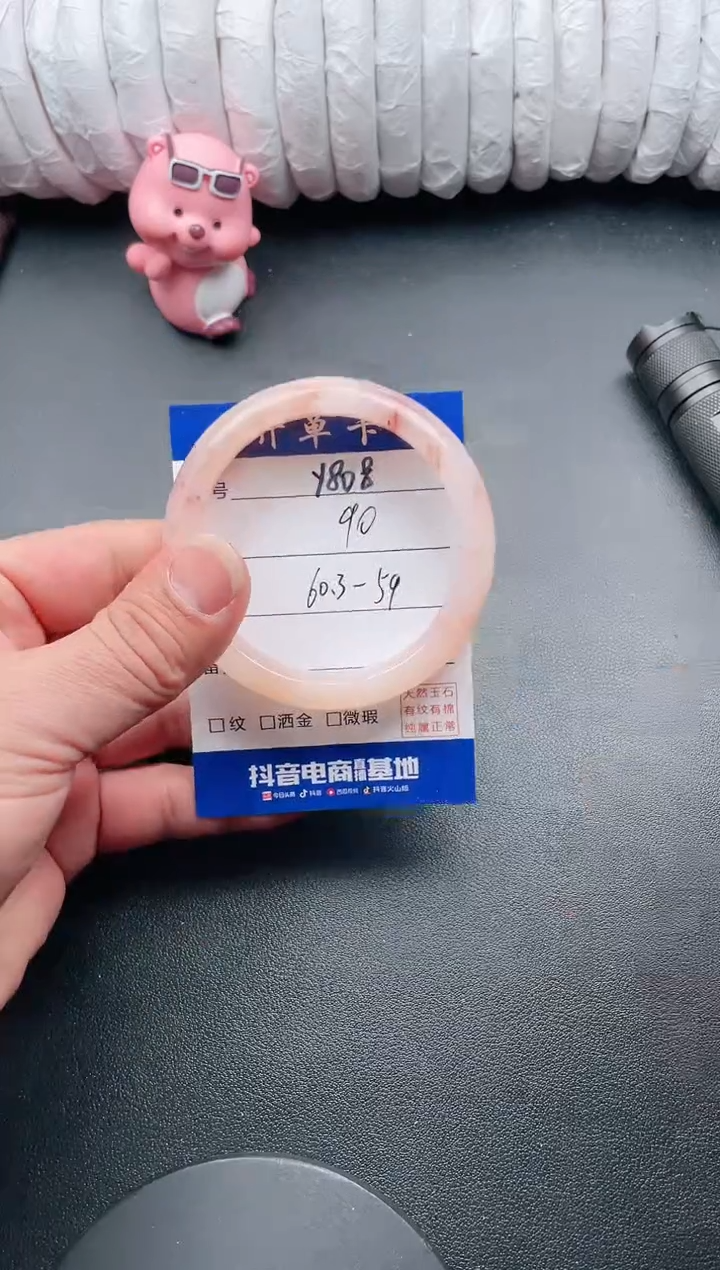 开单卡
号 Y808
90
60.3-59
□纹 □洒金 □微瑕
天然玉石
有纹有棉
纯属正常
抖音电商直播基地
今日头条 抖音 西瓜视频 抖音火山版